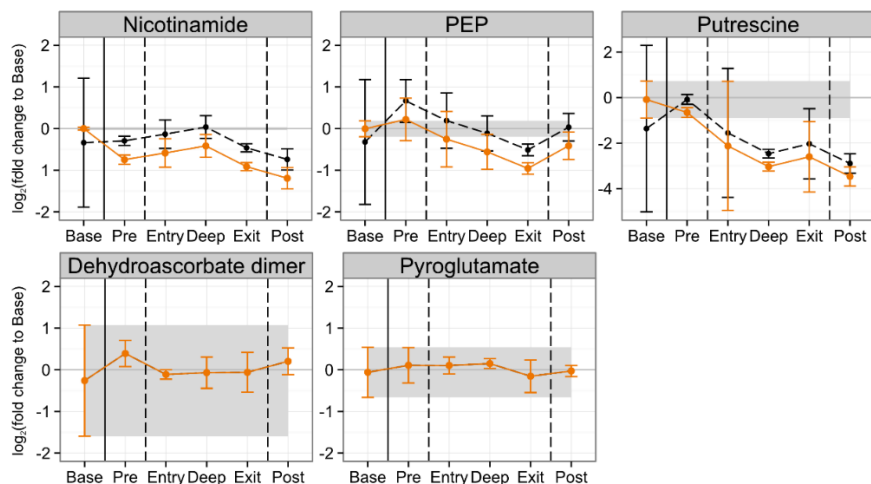 Nicotinamide PEP Putrescine
log₂(fold change to Base)
2
1
0
-1
-2
Base Pre Entry Deep Exit Post
2
1
0
-1
-2
Base Pre Entry Deep Exit Post
2
0
-2
-4
Base Pre Entry Deep Exit Post
Dehydroascorbate dimer Pyroglutamate
log₂(fold change to Base)
2
1
0
-1
-2
Base Pre Entry Deep Exit Post
2
1
0
-1
-2
Base Pre Entry Deep Exit Post